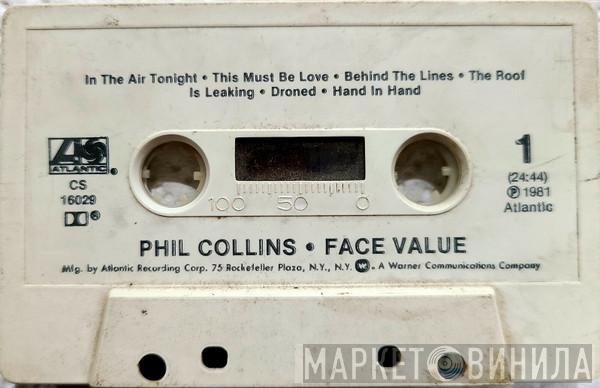 In The Air Tonight • This Must Be Love • Behind The Lines • The Roof
Is Leaking • Droned • Hand In Hand
ATLANTIC
CS
16029
1
(24:44)
℗ 1981
Atlantic
100 50 0
PHIL COLLINS • FACE VALUE
Mfg. by Atlantic Recording Corp. 75 Rockefeller Plaza, N.Y., N.Y. Ⓦ. A Warner Communications Company
МАРКЕТ ВИНИЛА